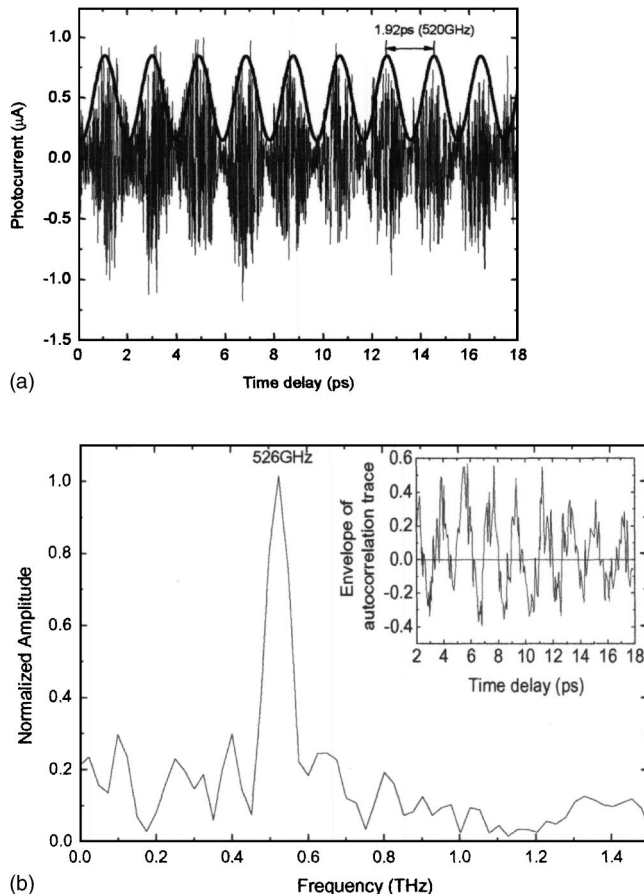 1.92ps (520GHz)
1.0
0.5
0.0
-0.5
-1.0
-1.5
Photocurrent (μA)
0 2 4 6 8 10 12 14 16 18
Time delay (ps)
(a)
526GHz
1.0
0.8
0.6
0.4
0.2
0.0
Normalized Amplitude
0.6
0.4
0.2
0.0
-0.2
-0.4
Envelope of
autocorrelation trace
2 4 6 8 10 12 14 16 18
Time delay (ps)
0.0 0.2 0.4 0.6 0.8 1.0 1.2 1.4
Frequency (THz)
(b)